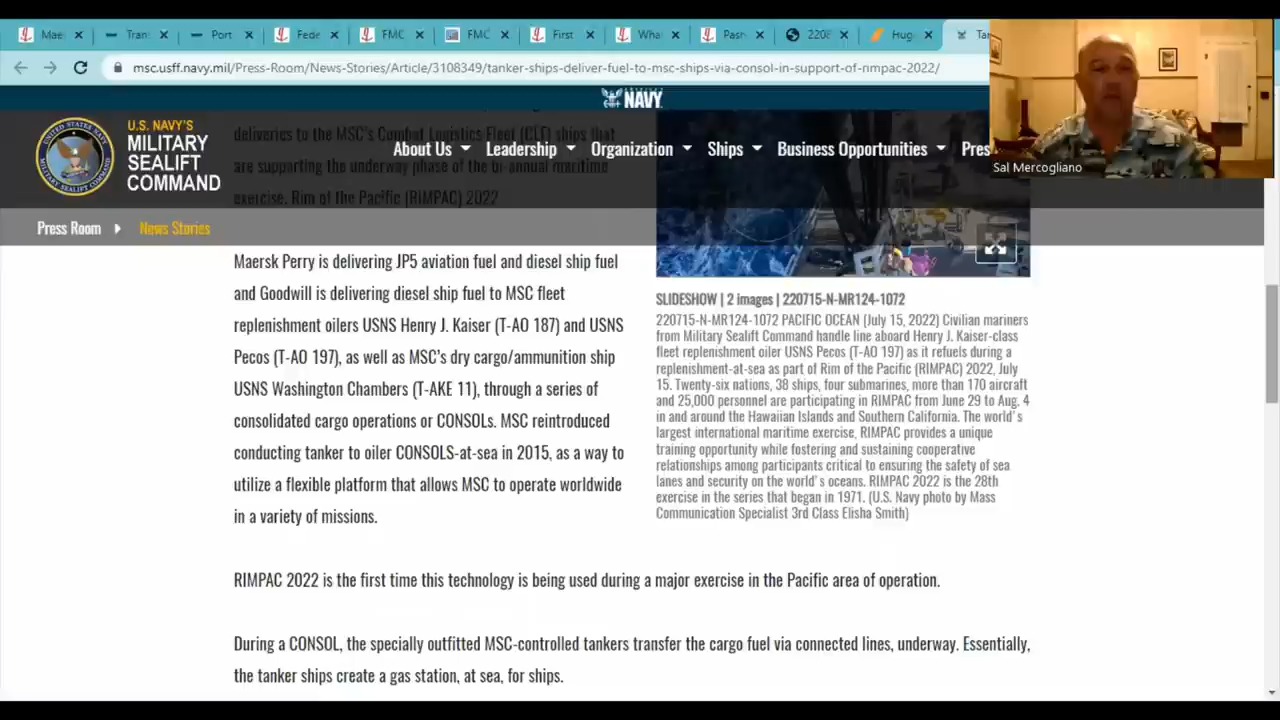 Mae
Tran
Port
Fede
FMC
FMC
First
Wha
Pasi
2208
Hug
Tan
msc.usff.navy.mil/Press-Room/News-Stories/Article/3108349/tanker-ships-deliver-fuel-to-msc-ships-via-consol-in-support-of-rimpac-2022/
NAVY
UNITED STATES NAVY
MILITARY SEALIFT COMMAND
U.S. NAVY'S
MILITARY
SEALIFT
COMMAND
About Us
Leadership
Organization
Ships
Business Opportunities
Pres
Sal Mercogliano
Press Room
News Stories
deliveries to the MSC's Combat Logistics Fleet (CLF) ships that
are supporting the underway phase of the bi-annual maritime
exercise, Rim of the Pacific (RIMPAC) 2022
Maersk Perry is delivering JP5 aviation fuel and diesel ship fuel
and Goodwill is delivering diesel ship fuel to MSC fleet
replenishment oilers USNS Henry J. Kaiser (T-AO 187) and USNS
Pecos (T-AO 197), as well as MSC's dry cargo/ammunition ship
USNS Washington Chambers (T-AKE 11), through a series of
consolidated cargo operations or CONSOLs. MSC reintroduced
conducting tanker to oiler CONSOLS-at-sea in 2015, as a way to
utilize a flexible platform that allows MSC to operate worldwide
in a variety of missions.
SLIDESHOW | 2 images | 220715-N-MR124-1072
220715-N-MR124-1072 PACIFIC OCEAN (July 15, 2022) Civilian mariners
from Military Sealift Command handle line aboard Henry J. Kaiser-class
fleet replenishment oiler USNS Pecos (T-AO 197) as it refuels during a
replenishment-at-sea as part of Rim of the Pacific (RIMPAC) 2022, July
15. Twenty-six nations, 38 ships, four submarines, more than 170 aircraft
and 25,000 personnel are participating in RIMPAC from June 29 to Aug. 4
in and around the Hawaiian Islands and Southern California. The world's
largest international maritime exercise, RIMPAC provides a unique
training opportunity while fostering and sustaining cooperative
relationships among participants critical to ensuring the safety of sea
lanes and security on the world's oceans. RIMPAC 2022 is the 28th
exercise in the series that began in 1971. (U.S. Navy photo by Mass
Communication Specialist 3rd Class Elisha Smith)
RIMPAC 2022 is the first time this technology is being used during a major exercise in the Pacific area of operation.
During a CONSOL, the specially outfitted MSC-controlled tankers transfer the cargo fuel via connected lines, underway. Essentially,
the tanker ships create a gas station, at sea, for ships.